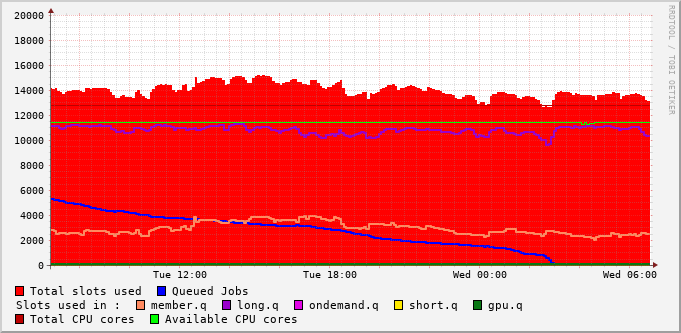 RRDTOOL / TOBI OETIKER
20000
18000
16000
14000
12000
10000
8000
6000
4000
2000
0
Tue 12:00 Tue 18:00 Wed 00:00 Wed 06:00
Total slots used Queued Jobs
Slots used in : member.q long.q ondemand.q short.q gpu.q
Total CPU cores Available CPU cores